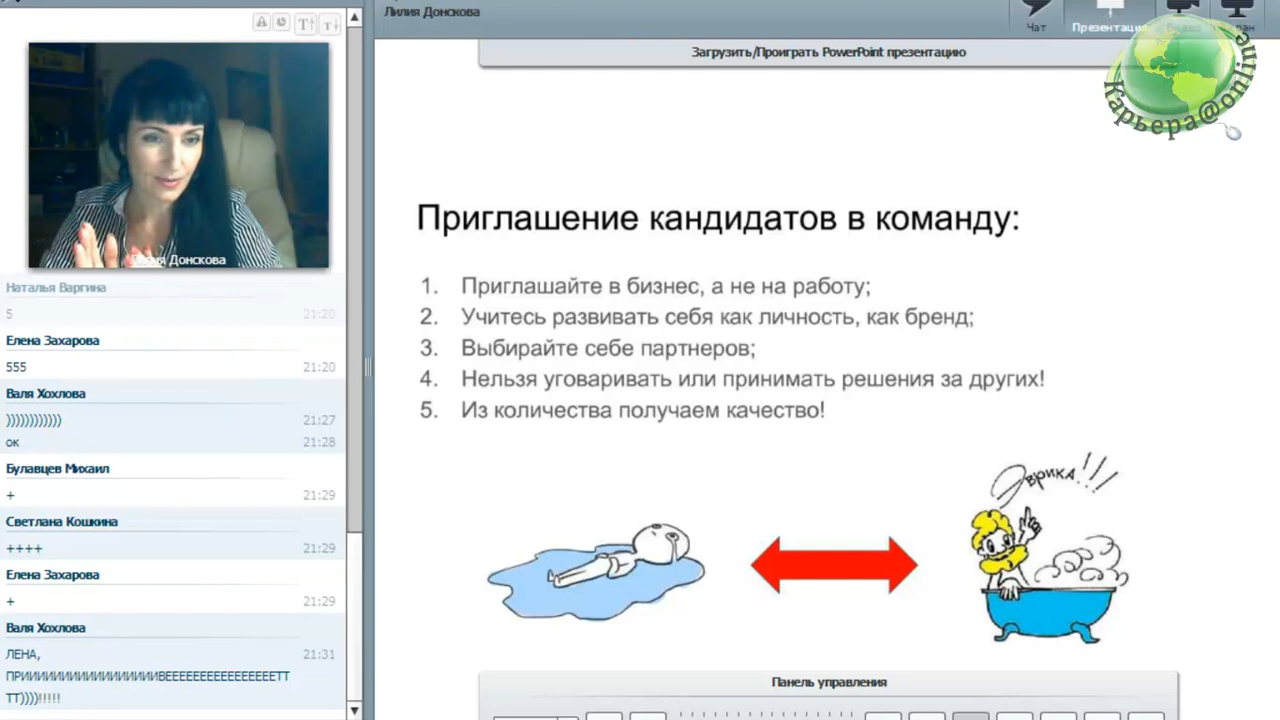 Лилия Донскова
Чат
Презентация
Загрузить/Проиграть PowerPoint презентацию
Карьера@online
Лилия Донскова
Приглашение кандидатов в команду:
1. Приглашайте в бизнес, а не на работу;
2. Учитесь развивать себя как личность, как бренд;
3. Выбирайте себе партнеров;
4. Нельзя уговаривать или принимать решения за других!
5. Из количества получаем качество!
Эврика!!!
Панель управления
Наталья Варгина
5 21:20
Елена Захарова
555 21:20
Валя Хохлова
)))))))))))) 21:27
ок 21:28
Булавцев Михаил
+ 21:29
Светлана Кошкина
++++ 21:29
Елена Захарова
+ 21:29
Валя Хохлова
ЛЕНА, 21:31
ПРИИИИИИИИИИИИИИИИИВЕЕЕЕЕЕЕЕЕЕЕЕЕЕЕТТ
ТТ))))!!!!!